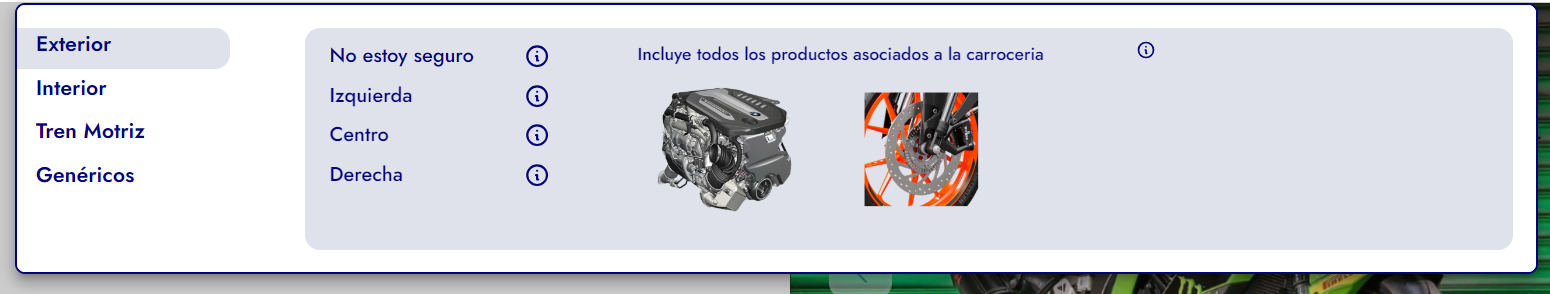 Exterior
Interior
Tren Motriz
Genéricos
No estoy seguro
Izquierda
Centro
Derecha
Incluye todos los productos asociados a la carroceria